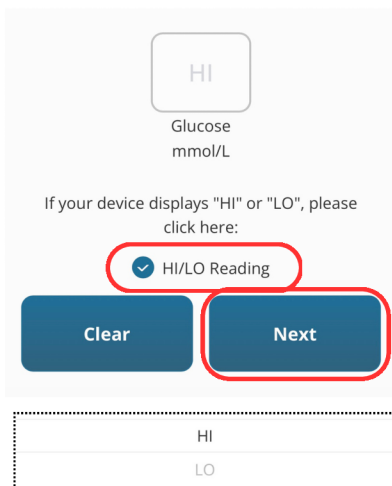 HI
Glucose
mmol/L
If your device displays "HI" or "LO", please
click here:
HI/LO Reading
Clear Next
HI
LO